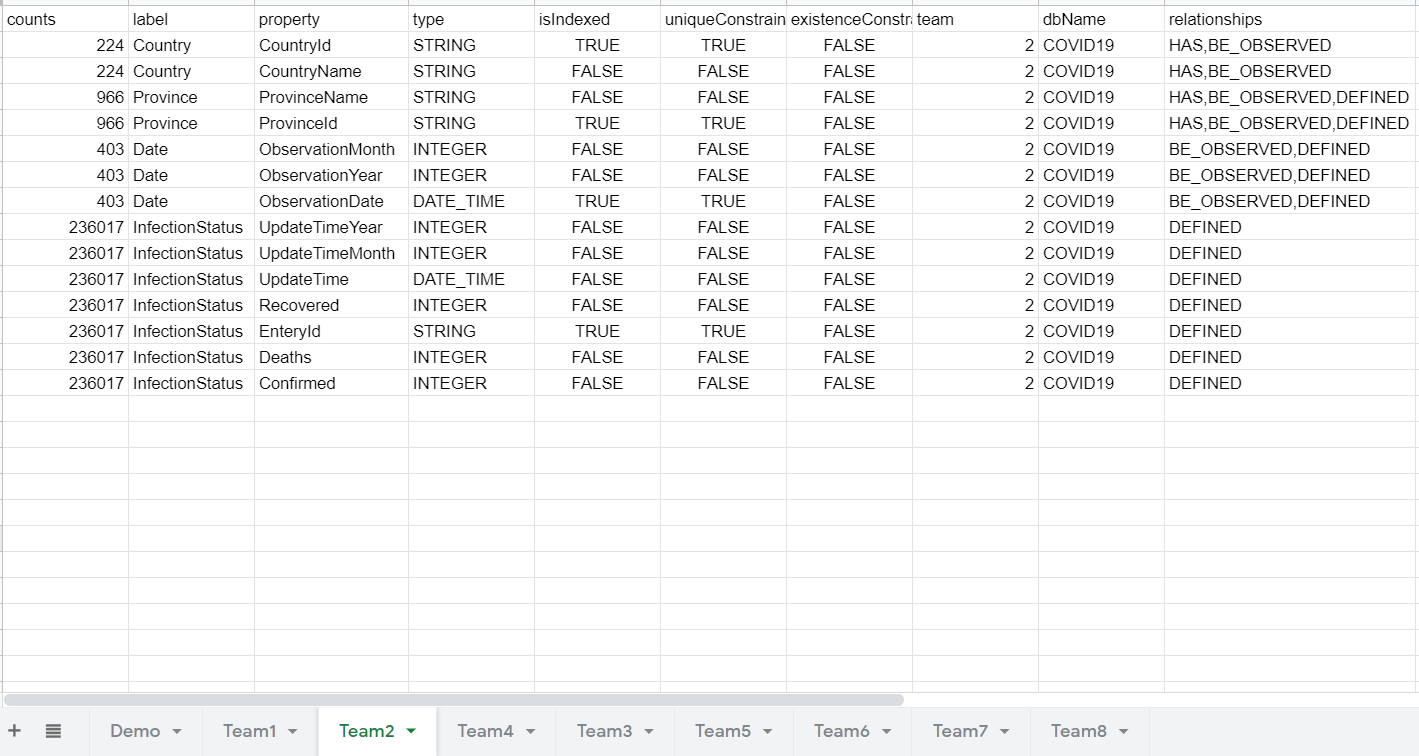 counts label property type isIndexed uniqueConstrain existenceConstra team dbName relationships
224 Country CountryId STRING TRUE TRUE FALSE 2 COVID19 HAS,BE_OBSERVED
224 Country CountryName STRING FALSE FALSE FALSE 2 COVID19 HAS,BE_OBSERVED
966 Province ProvinceName STRING FALSE FALSE FALSE 2 COVID19 HAS,BE_OBSERVED,DEFINED
966 Province ProvinceId STRING TRUE TRUE FALSE 2 COVID19 HAS,BE_OBSERVED,DEFINED
403 Date ObservationMonth INTEGER FALSE FALSE FALSE 2 COVID19 BE_OBSERVED,DEFINED
403 Date ObservationYear INTEGER FALSE FALSE FALSE 2 COVID19 BE_OBSERVED,DEFINED
403 Date ObservationDate DATE_TIME TRUE TRUE FALSE 2 COVID19 BE_OBSERVED,DEFINED
236017 InfectionStatus UpdateTimeYear INTEGER FALSE FALSE FALSE 2 COVID19 DEFINED
236017 InfectionStatus UpdateTimeMonth INTEGER FALSE FALSE FALSE 2 COVID19 DEFINED
236017 InfectionStatus UpdateTime DATE_TIME FALSE FALSE FALSE 2 COVID19 DEFINED
236017 InfectionStatus Recovered INTEGER FALSE FALSE FALSE 2 COVID19 DEFINED
236017 InfectionStatus EnteryId STRING TRUE TRUE FALSE 2 COVID19 DEFINED
236017 InfectionStatus Deaths INTEGER FALSE FALSE FALSE 2 COVID19 DEFINED
236017 InfectionStatus Confirmed INTEGER FALSE FALSE FALSE 2 COVID19 DEFINED
Demo Team1 Team2 Team4 Team3 Team5 Team6 Team7 Team8